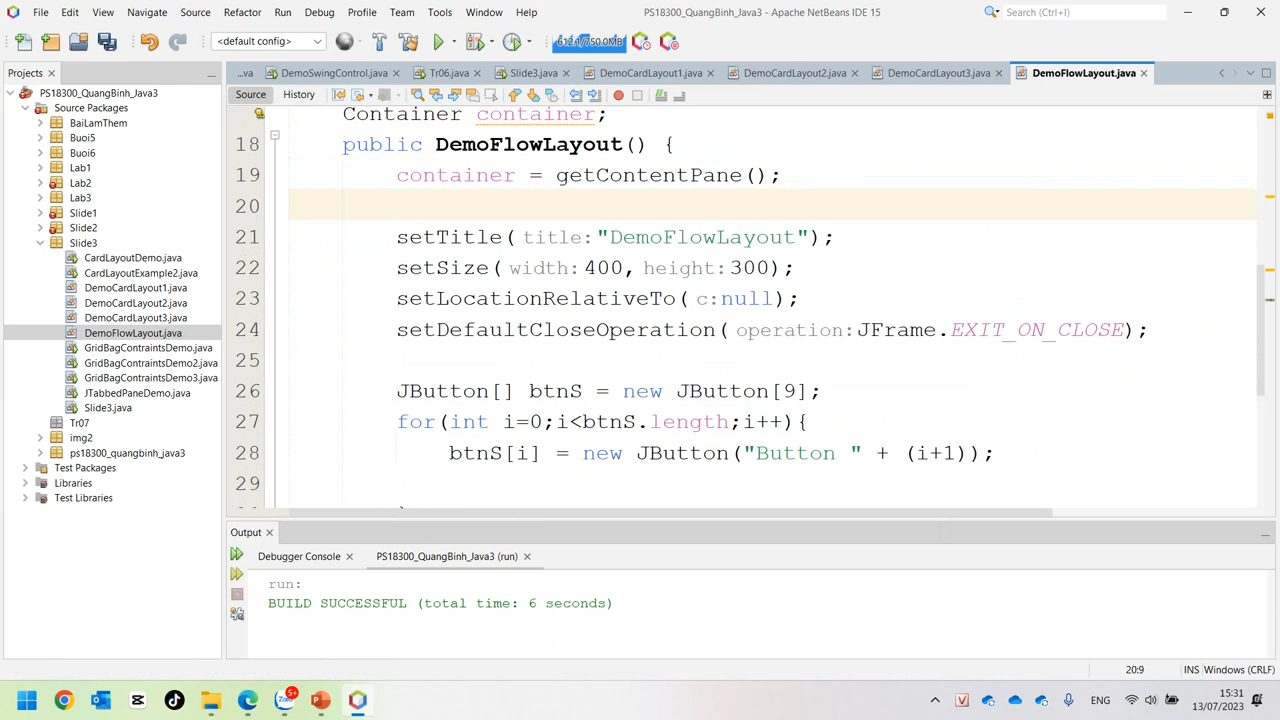 File Edit View Navigate Source Refactor Run Debug Profile Team Tools Window Help
PS18300_QuangBinh_Java3 - Apache NetBeans IDE 15
Search (Ctrl+I)
<default config>
612.1/750.0MB
Projects
...va DemoSwingControl.java Tr06.java Slide3.java DemoCardLayout1.java DemoCardLayout2.java DemoCardLayout3.java DemoFlowLayout.java
Source History
PS18300_QuangBinh_Java3
Source Packages
BaiLamThem
Buoi5
Buoi6
Lab1
Lab2
Lab3
Slide1
Slide2
Slide3
CardLayoutDemo.java
CardLayoutExample2.java
DemoCardLayout1.java
DemoCardLayout2.java
DemoCardLayout3.java
DemoFlowLayout.java
GridBagContraintsDemo.java
GridBagContraintsDemo2.java
GridBagContraintsDemo3.java
JTabbedPaneDemo.java
Slide3.java
Tr07
img2
ps18300_quangbinh_java3
Test Packages
Libraries
Test Libraries
Container container;
18 public DemoFlowLayout() {
19 container = getContentPane();
20
21 setTitle(title:"DemoFlowLayout");
22 setSize(width:400,height:300);
23 setLocationRelativeTo(c:null);
24 setDefaultCloseOperation(operation:JFrame.EXIT_ON_CLOSE);
25
26 JButton[] btnS = new JButton[9];
27 for(int i=0;i<btnS.length;i++){
28 btnS[i] = new JButton("Button " + (i+1));
29
Output
Debugger Console PS18300_QuangBinh_Java3 (run)
run:
BUILD SUCCESSFUL (total time: 6 seconds)
20:9 INS Windows (CRLF)
5+
Zalo
V
ENG
15:31
13/07/2023